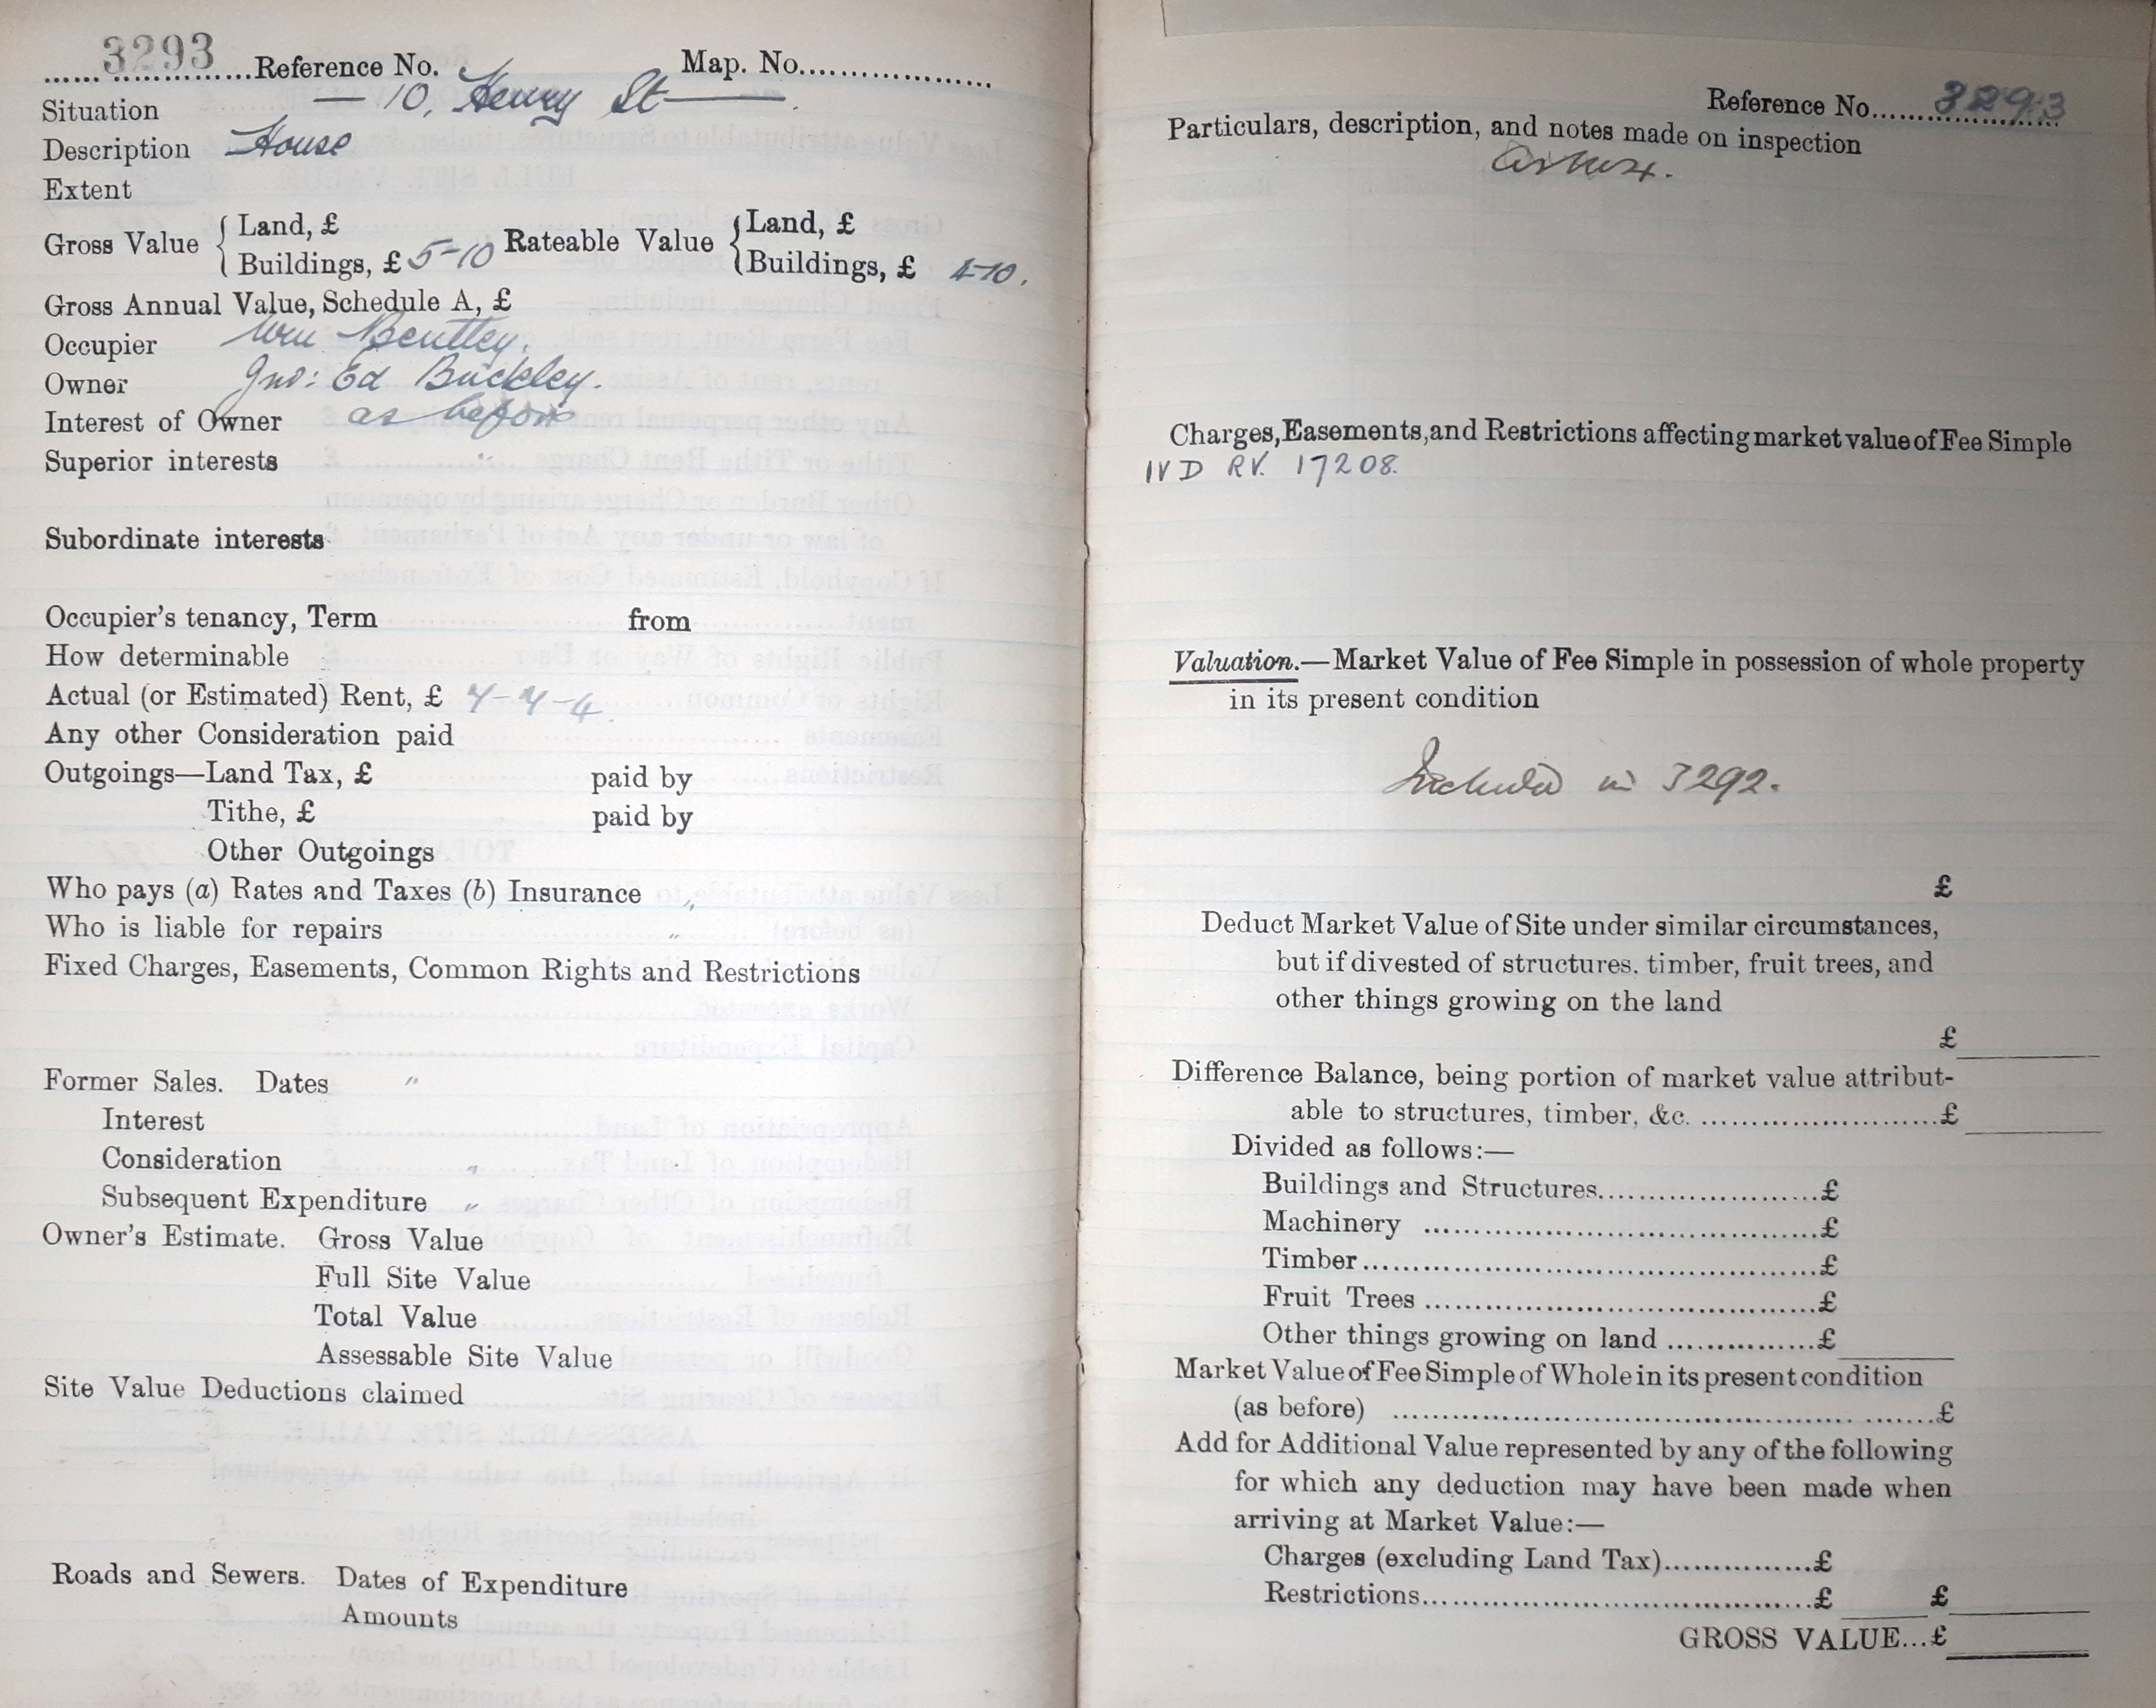 3293 Reference No. Map. No.
Situation — 10, Henry St —
Description House
Extent
Gross Value { Land, £ Rateable Value { Land, £
Buildings, £ 5-10 Buildings, £ 4-10.
Gross Annual Value, Schedule A, £
Occupier Wm Bentley.
Owner Jno: Ed Buckley.
Interest of Owner as before
Superior interests "
Subordinate interests
Occupier's tenancy, Term from
How determinable
Actual (or Estimated) Rent, £
Any other Consideration paid
Outgoings—Land Tax, £ paid by
Tithe, £ paid by
Other Outgoings
Who pays (a) Rates and Taxes (b) Insurance "
Who is liable for repairs "
Fixed Charges, Easements, Common Rights and Restrictions
Former Sales. Dates "
Interest
Consideration "
Subsequent Expenditure "
Owner's Estimate. Gross Value
Full Site Value
Total Value
Assessable Site Value
Site Value Deductions claimed
Roads and Sewers. Dates of Expenditure
Amounts
Reference No. 3293
Particulars, description, and notes made on inspection
Charges, Easements, and Restrictions affecting market value of Fee Simple
IVD RV. 17208.
Valuation.—Market Value of Fee Simple in possession of whole property
in its present condition
Included in 3292.
£
Deduct Market Value of Site under similar circumstances,
but if divested of structures. timber, fruit trees, and
other things growing on the land
£
Difference Balance, being portion of market value attribut-
able to structures, timber, &c. £
Divided as follows:—
Buildings and Structures £
Machinery £
Timber £
Fruit Trees £
Other things growing on land £
Market Value of Fee Simple of Whole in its present condition
(as before) £
Add for Additional Value represented by any of the following
for which any deduction may have been made when
arriving at Market Value:—
Charges (excluding Land Tax) £
Restrictions £ £
GROSS VALUE... £